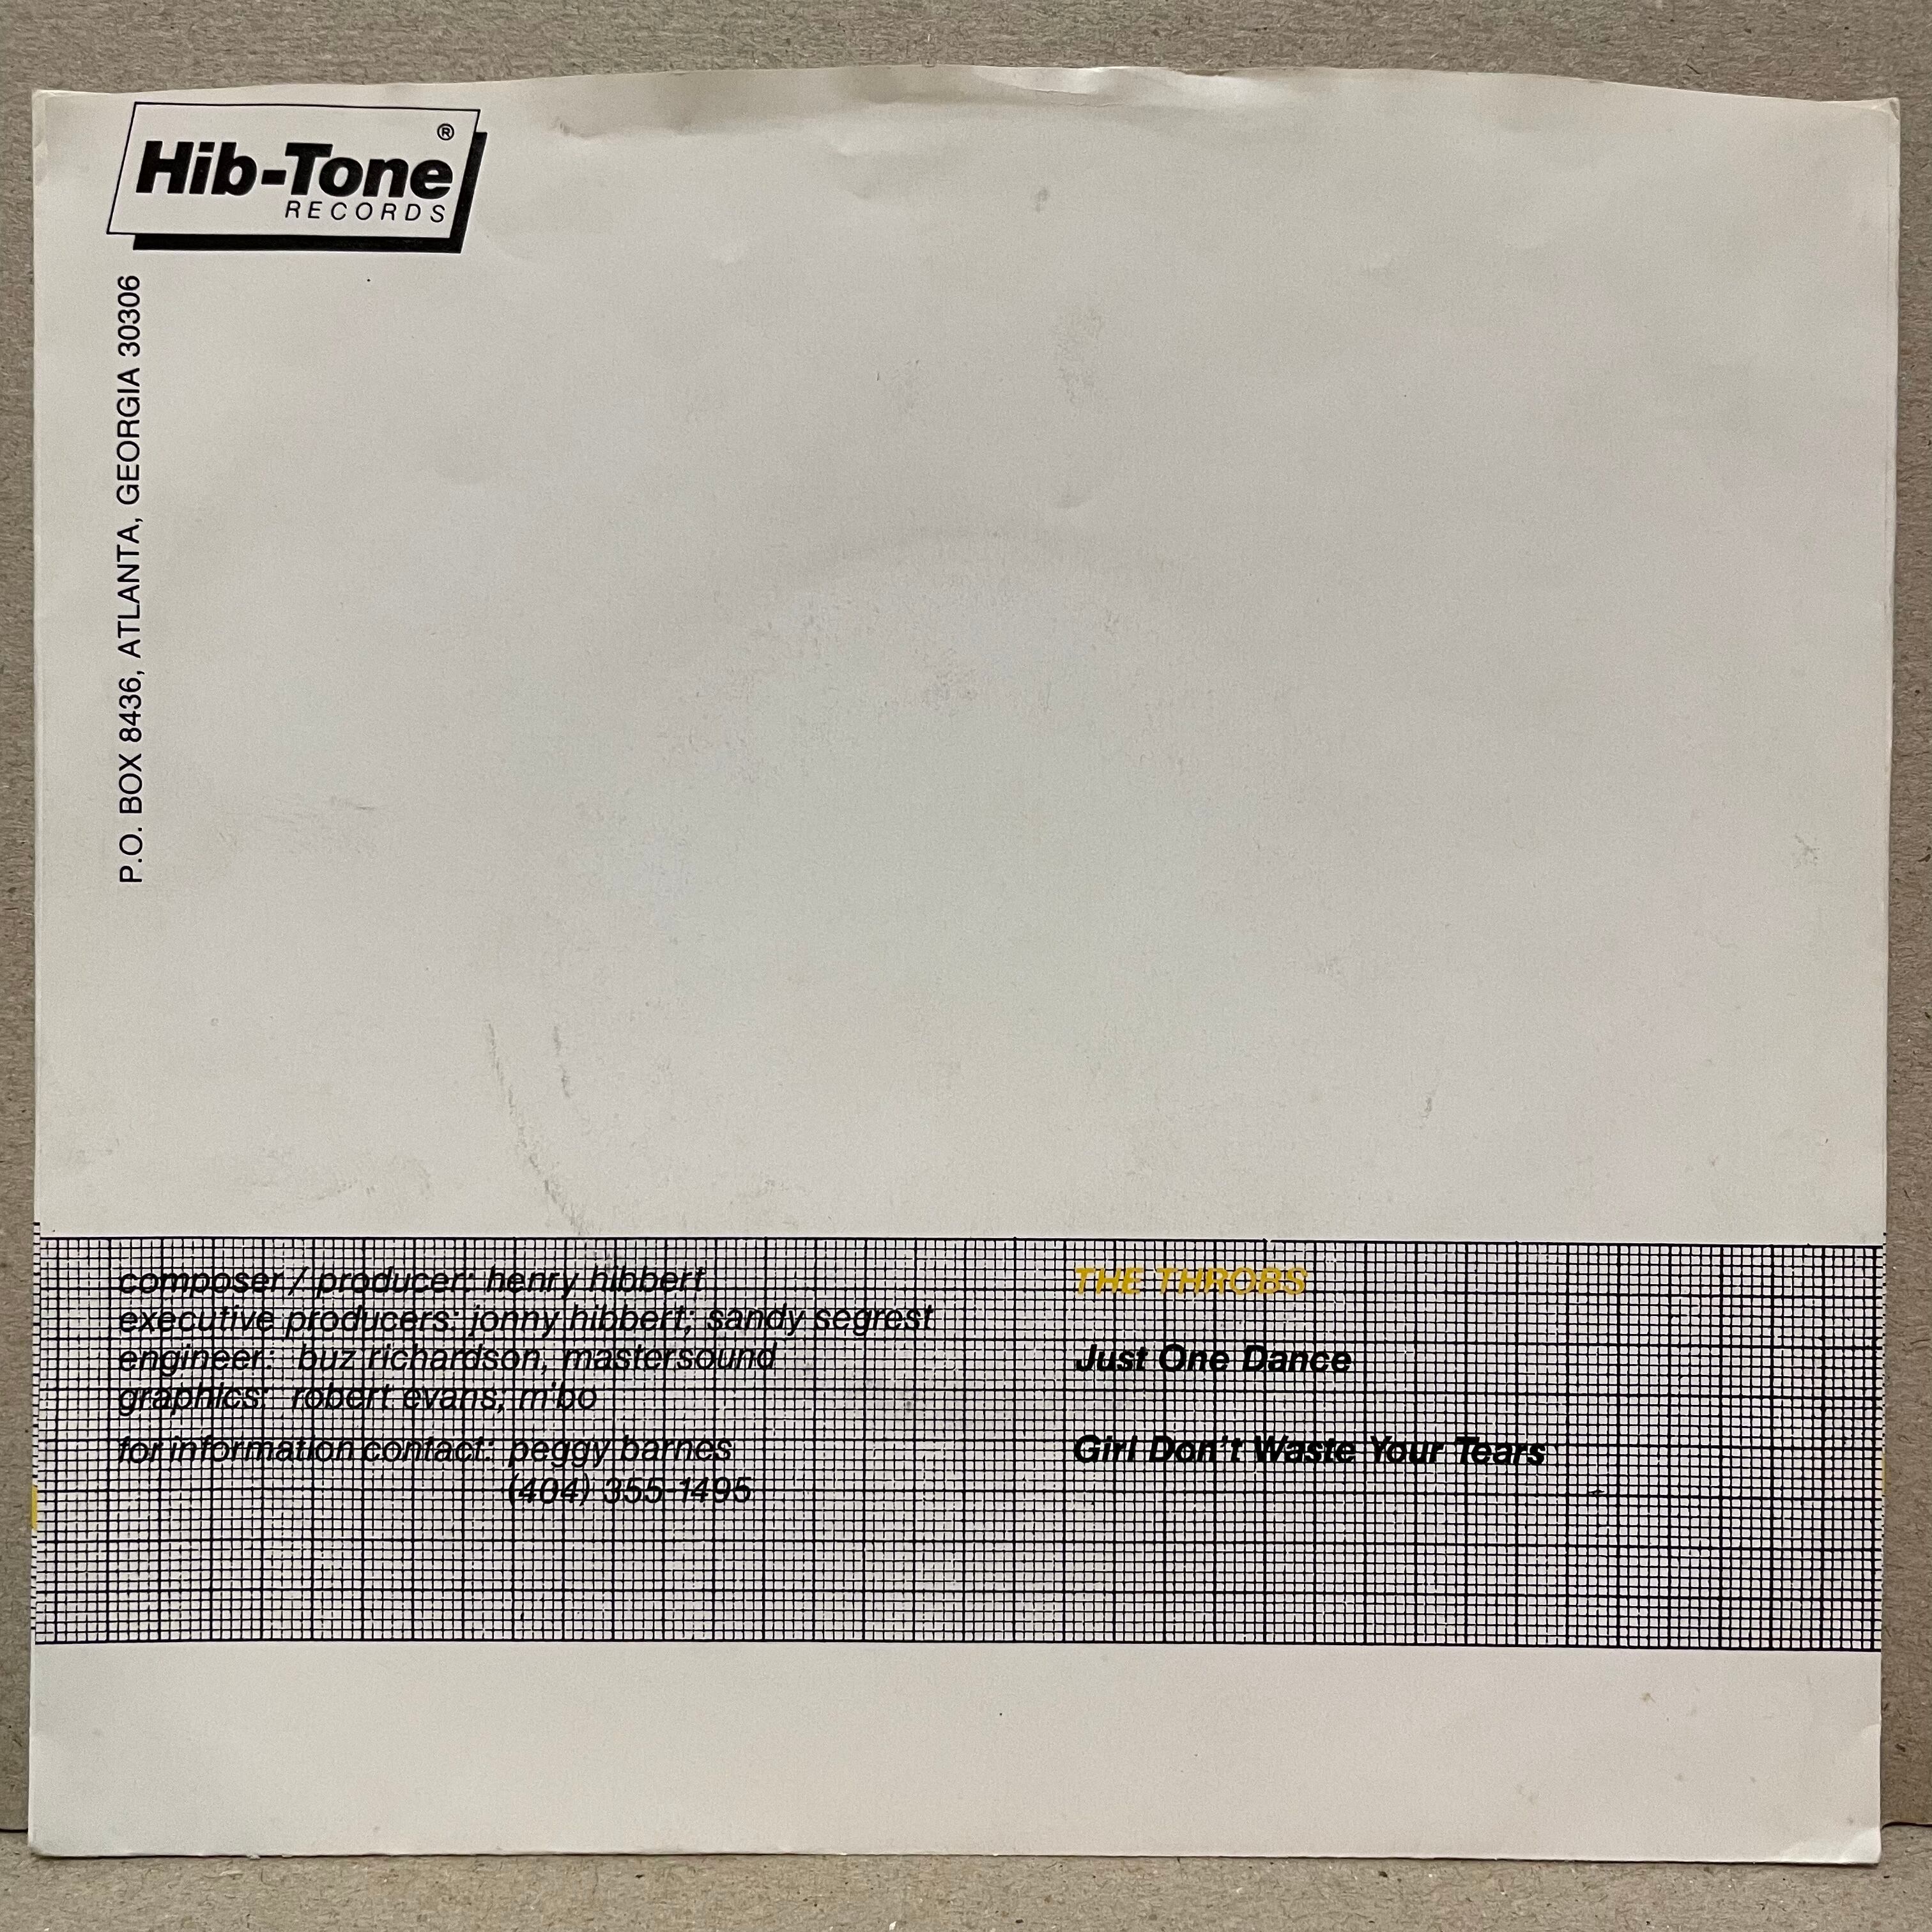 Hib-Tone ®
RECORDS
P.O. BOX 8436, ATLANTA, GEORGIA 30306
composer / producer: henry hibbert
executive producers: jonny hibbert; sandy segrest
engineer: buz richardson, mastersound
graphics: robert evans; m'bo
for information contact: peggy barnes
(404) 355-1495
THE THROBS
Just One Dance
Girl Don't Waste Your Tears